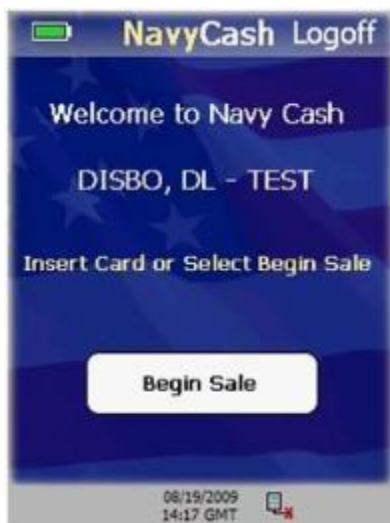 NavyCash Logoff
Welcome to Navy Cash
DISBO, DL - TEST
Insert Card or Select Begin Sale
Begin Sale
08/19/2009
14:17 GMT